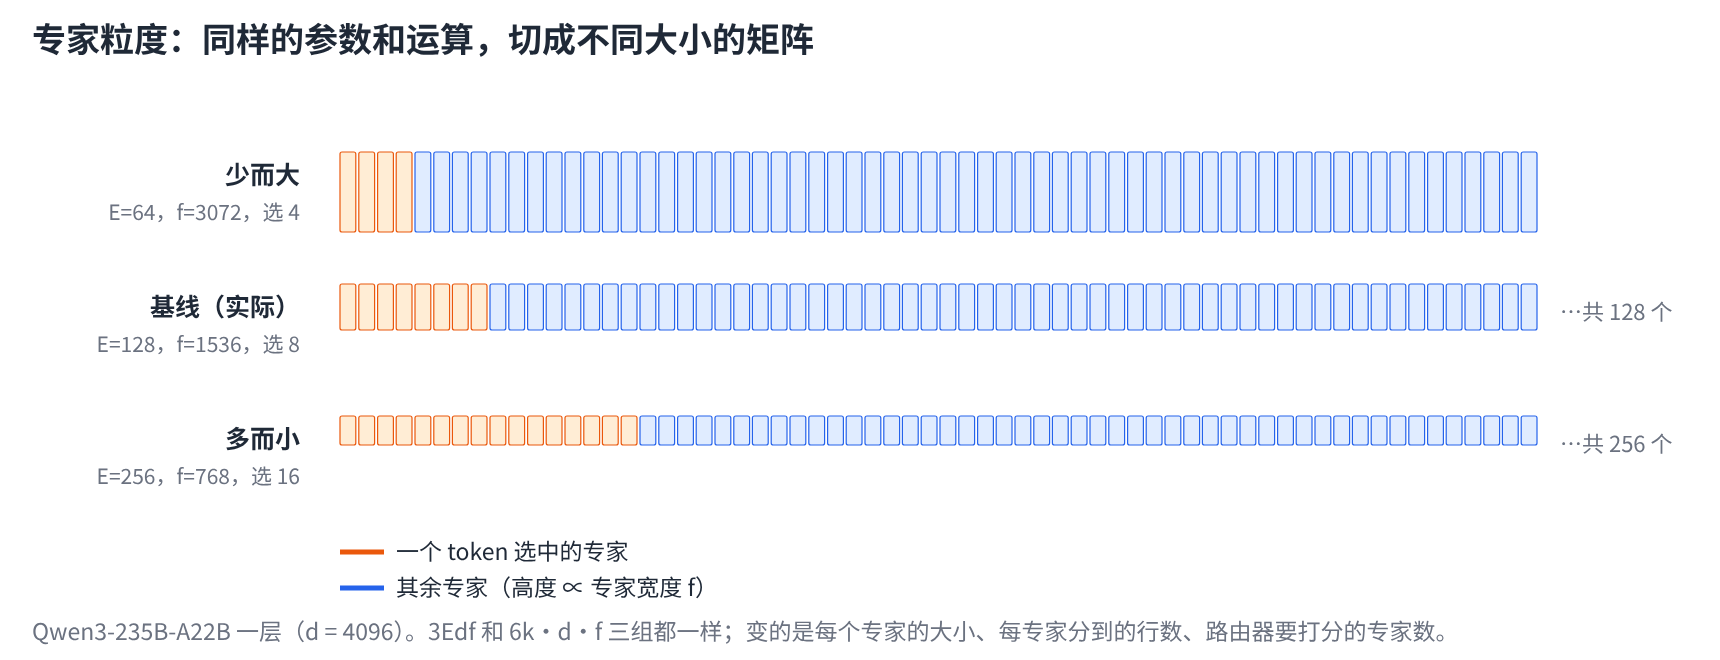 专家粒度：同样的参数和运算，切成不同大小的矩阵
少而大
E=64，f=3072，选 4
基线（实际）
E=128，f=1536，选 8
…共 128 个
多而小
E=256，f=768，选 16
…共 256 个
一个 token 选中的专家
其余专家（高度 ∝ 专家宽度 f）
Qwen3-235B-A22B 一层（d = 4096）。3Edf 和 6k·d·f 三组都一样；变的是每个专家的大小、每专家分到的行数、路由器要打分的专家数。